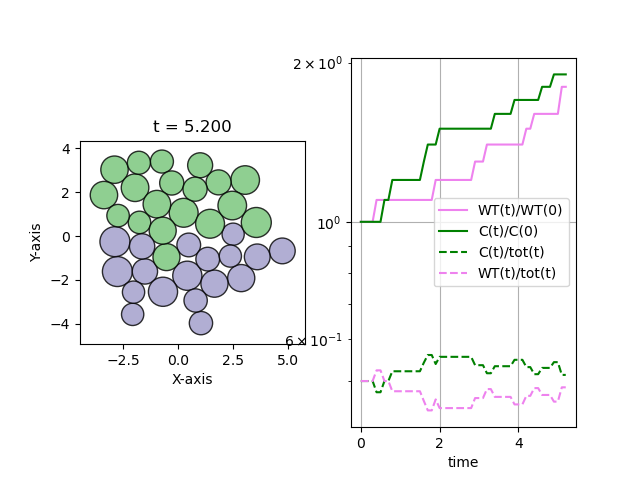 t = 5.200
4
2
0
−2
−4
Y-axis
−2.5 0.0 2.5 5.0
X-axis
2 × 10⁰
10⁰
6 × 10⁻¹
WT(t)/WT(0)
C(t)/C(0)
C(t)/tot(t)
WT(t)/tot(t)
0 2 4
time